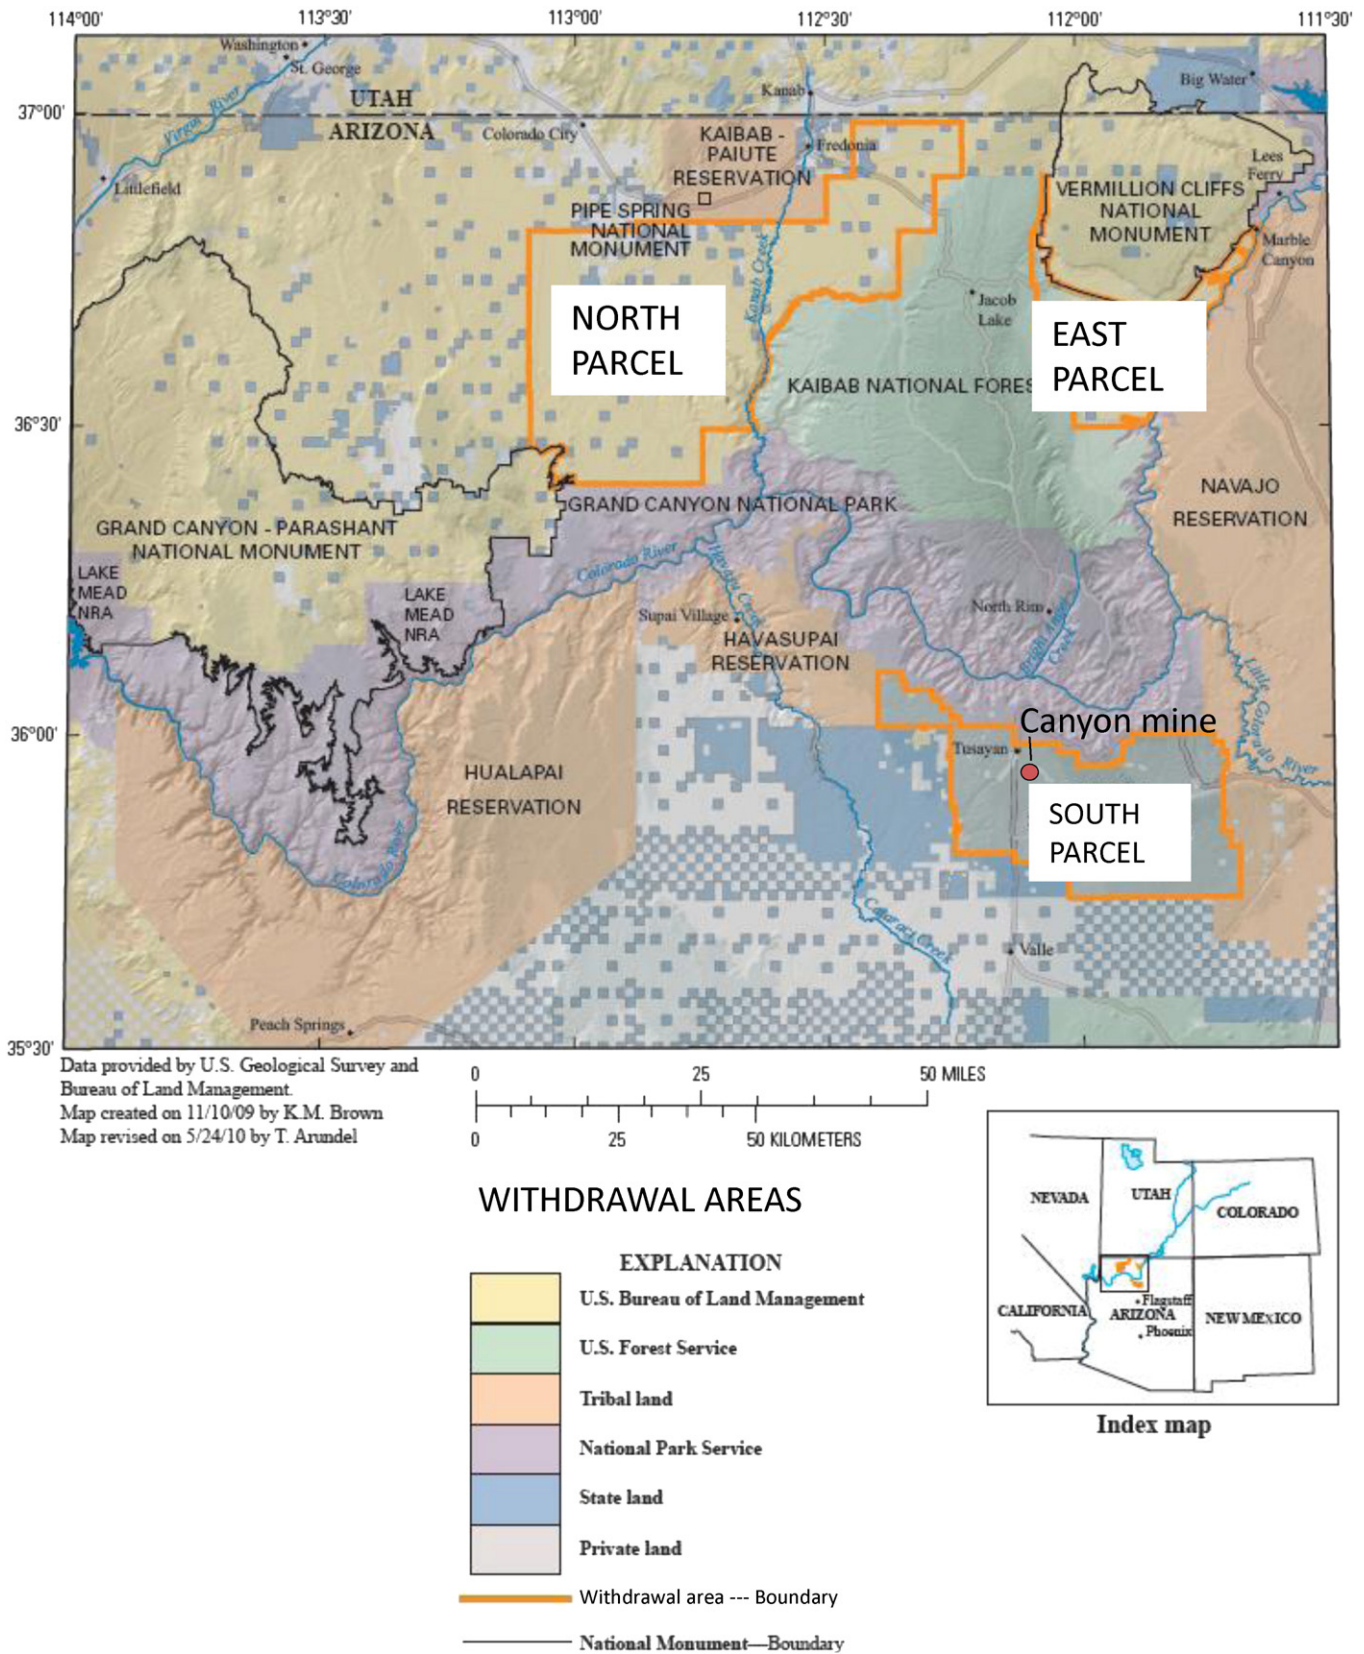 114°00'
113°30'
113°00'
112°30'
112°00'
111°30'
Washington
St. George
Virgin River
UTAH
ARIZONA
37°00'
Colorado City
Kanab
Fredonia
KAIBAB -
PAIUTE
RESERVATION
Big Water
Lees
Ferry
VERMILLION CLIFFS
NATIONAL
MONUMENT
Marble
Canyon
Littlefield
PIPE SPRING
NATIONAL
MONUMENT
Kanab Creek
Jacob
Lake
NORTH
PARCEL
EAST
PARCEL
KAIBAB NATIONAL FORES
36°30'
GRAND CANYON NATIONAL PARK
NAVAJO
RESERVATION
GRAND CANYON - PARASHANT
NATIONAL MONUMENT
LAKE
MEAD
NRA
LAKE
MEAD
NRA
Colorado River
Havasu Creek
Supai Village
HAVASUPAI
RESERVATION
North Rim
Bright Angel
Creek
Little Colorado River
36°00'
Canyon mine
Tusayan
SOUTH
PARCEL
HUALAPAI
RESERVATION
Colorado River
Cataract Creek
Valle
Peach Springs
35°30'
Data provided by U.S. Geological Survey and
Bureau of Land Management.
Map created on 11/10/09 by K.M. Brown
Map revised on 5/24/10 by T. Arundel
0 25 50 MILES
0 25 50 KILOMETERS
WITHDRAWAL AREAS
EXPLANATION
U.S. Bureau of Land Management
U.S. Forest Service
Tribal land
National Park Service
State land
Private land
Withdrawal area --- Boundary
National Monument—Boundary
NEVADA
UTAH
COLORADO
CALIFORNIA
Flagstaff
ARIZONA
Phoenix
NEW MEXICO
Index map